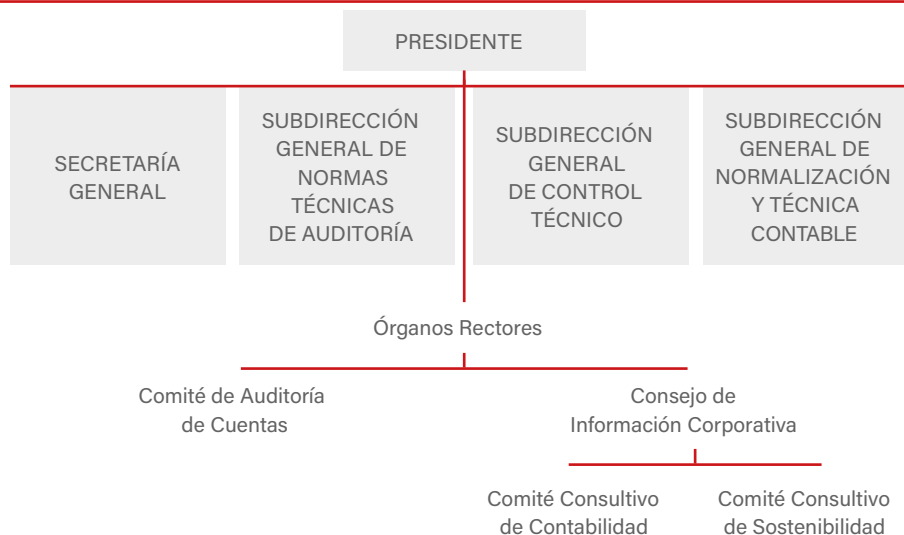 PRESIDENTE
SECRETARÍA
GENERAL
SUBDIRECCIÓN
GENERAL DE
NORMAS
TÉCNICAS
DE AUDITORÍA
SUBDIRECCIÓN
GENERAL
DE CONTROL
TÉCNICO
SUBDIRECCIÓN
GENERAL DE
NORMALIZACIÓN
Y TÉCNICA
CONTABLE
Órganos Rectores
Comité de Auditoría
de Cuentas
Consejo de
Información Corporativa
Comité Consultivo
de Contabilidad
Comité Consultivo
de Sostenibilidad